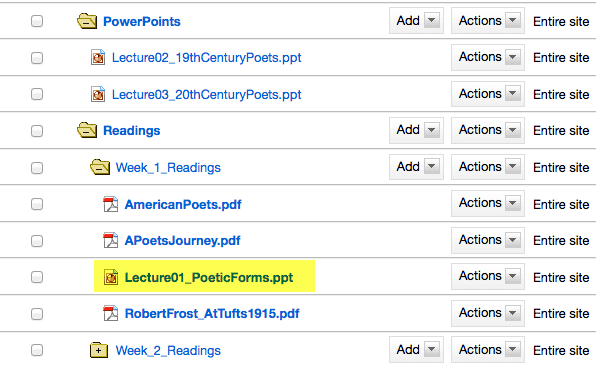 PowerPoints Add Actions Entire site
Lecture02_19thCenturyPoets.ppt Actions Entire site
Lecture03_20thCenturyPoets.ppt Actions Entire site
Readings Add Actions Entire site
Week_1_Readings Add Actions Entire site
AmericanPoets.pdf Actions Entire site
APoetsJourney.pdf Actions Entire site
Lecture01_PoeticForms.ppt Actions Entire site
RobertFrost_AtTufts1915.pdf Actions Entire site
Week_2_Readings Add Actions Entire site